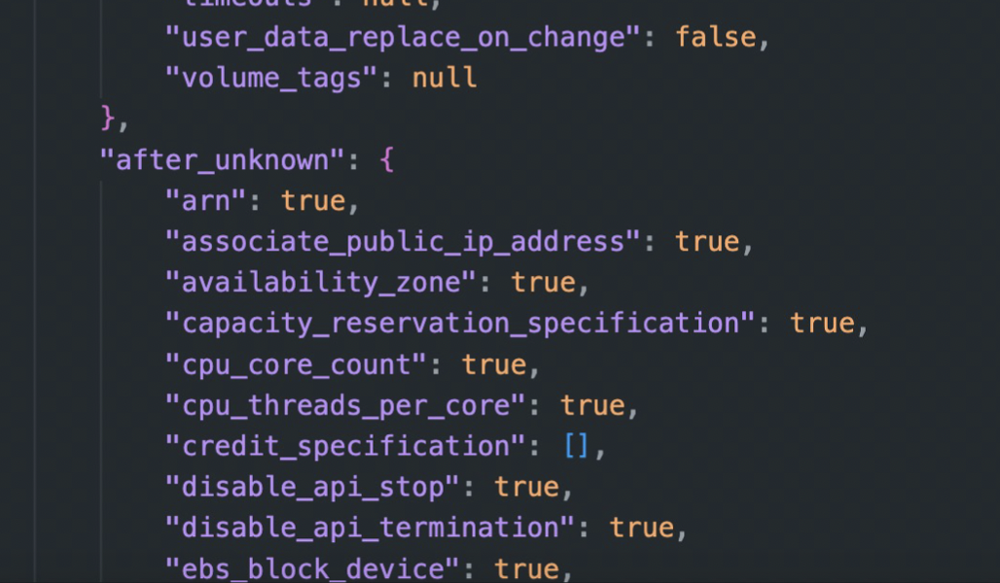 "timeouts": null,
"user_data_replace_on_change": false,
"volume_tags": null
},
"after_unknown": {
"arn": true,
"associate_public_ip_address": true,
"availability_zone": true,
"capacity_reservation_specification": true,
"cpu_core_count": true,
"cpu_threads_per_core": true,
"credit_specification": [],
"disable_api_stop": true,
"disable_api_termination": true,
"ebs_block_device": true,